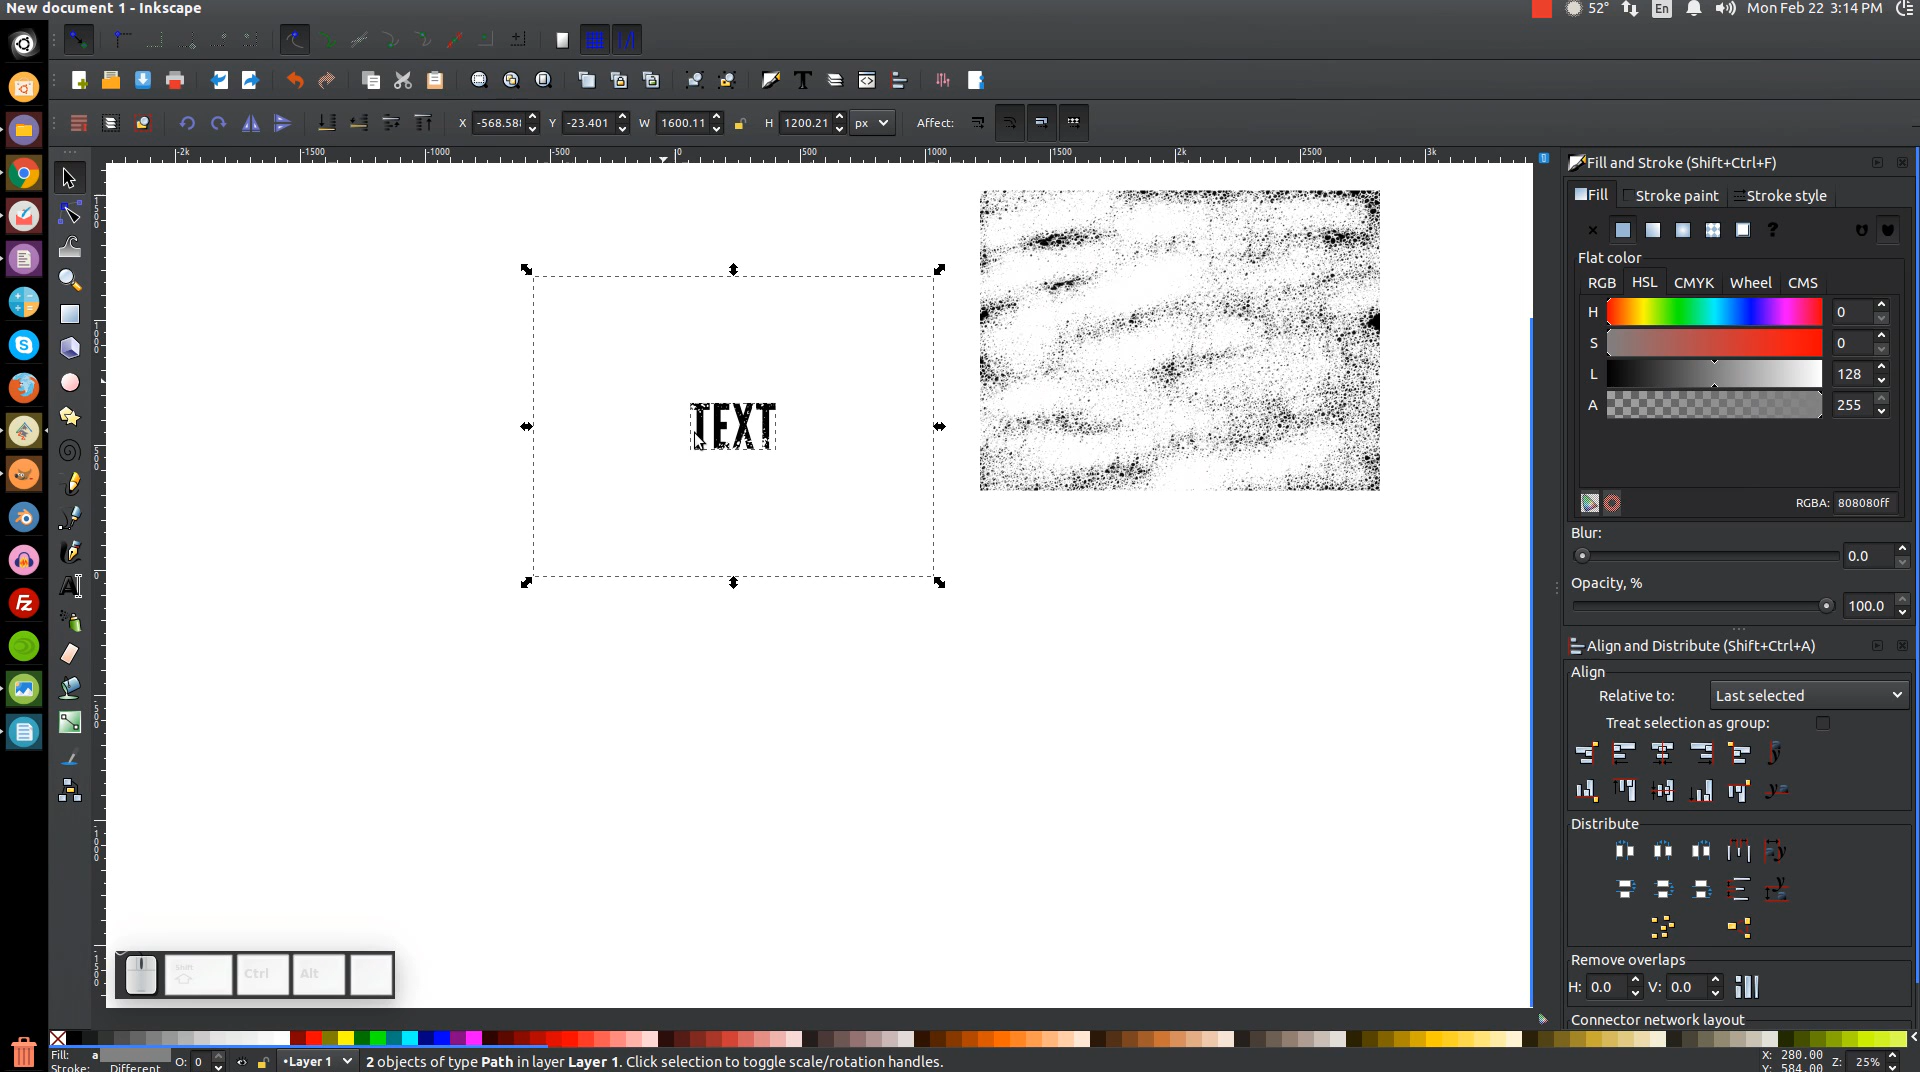 New document 1 - Inkscape
52° En Mon Feb 22 3:14 PM
X -568.58 Y -23.401 W 1600.11 H 1200.21 px Affect:
-2k -1500 -1000 -500 0 500 1000 1500 2k 2500 3k
Fill and Stroke (Shift+Ctrl+F)
Fill Stroke paint Stroke style
?
Flat color
RGB HSL CMYK Wheel CMS
H 0
S 0
L 128
A 255
RGBA: 808080ff
Blur:
0.0
Opacity, %
100.0
TEXT
Align and Distribute (Shift+Ctrl+A)
Align
Relative to: Last selected
Treat selection as group:
Distribute
Remove overlaps
H: 0.0 V: 0.0
Connector network layout
Shift Ctrl Alt
Fill: a O: 0 •Layer 1 2 objects of type Path in layer Layer 1. Click selection to toggle scale/rotation handles. X: 280.00 Z: 25%
Stroke: Different Y: 584.00